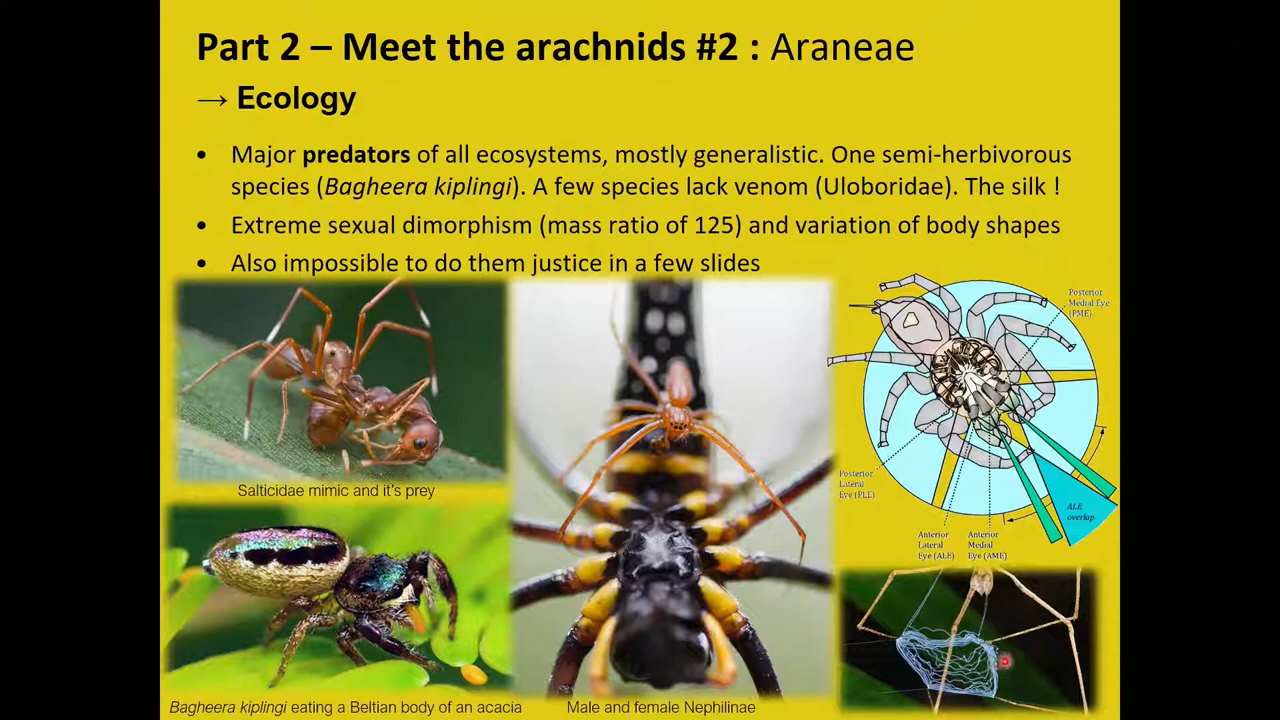 Part 2 – Meet the arachnids #2 : Araneae
→ Ecology
• Major predators of all ecosystems, mostly generalistic. One semi-herbivorous
species (Bagheera kiplingi). A few species lack venom (Uloboridae). The silk !
• Extreme sexual dimorphism (mass ratio of 125) and variation of body shapes
• Also impossible to do them justice in a few slides
Salticidae mimic and it's prey
Bagheera kiplingi eating a Beltian body of an acacia
Male and female Nephilinae
Posterior
Medial Eye
(PME)
Posterior
Lateral
Eye (PLE)
ALE
overlap
Anterior
Lateral
Eye (ALE)
Anterior
Medial
Eye (AME)